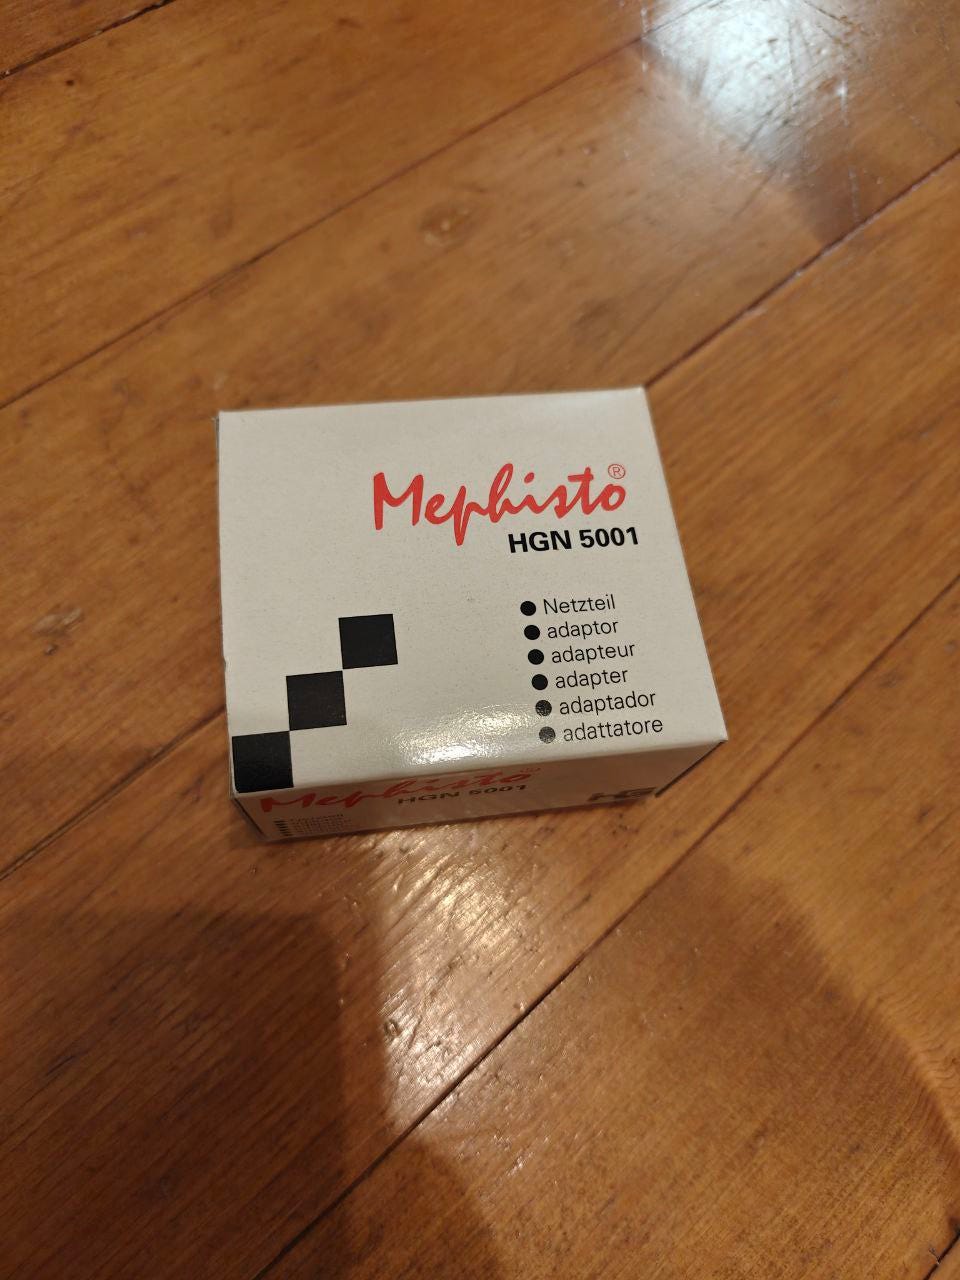 Mephisto®
HGN 5001
● Netzteil
● adaptor
● adapteur
● adapter
● adaptador
● adattatore
Mephisto®
HGN 5001